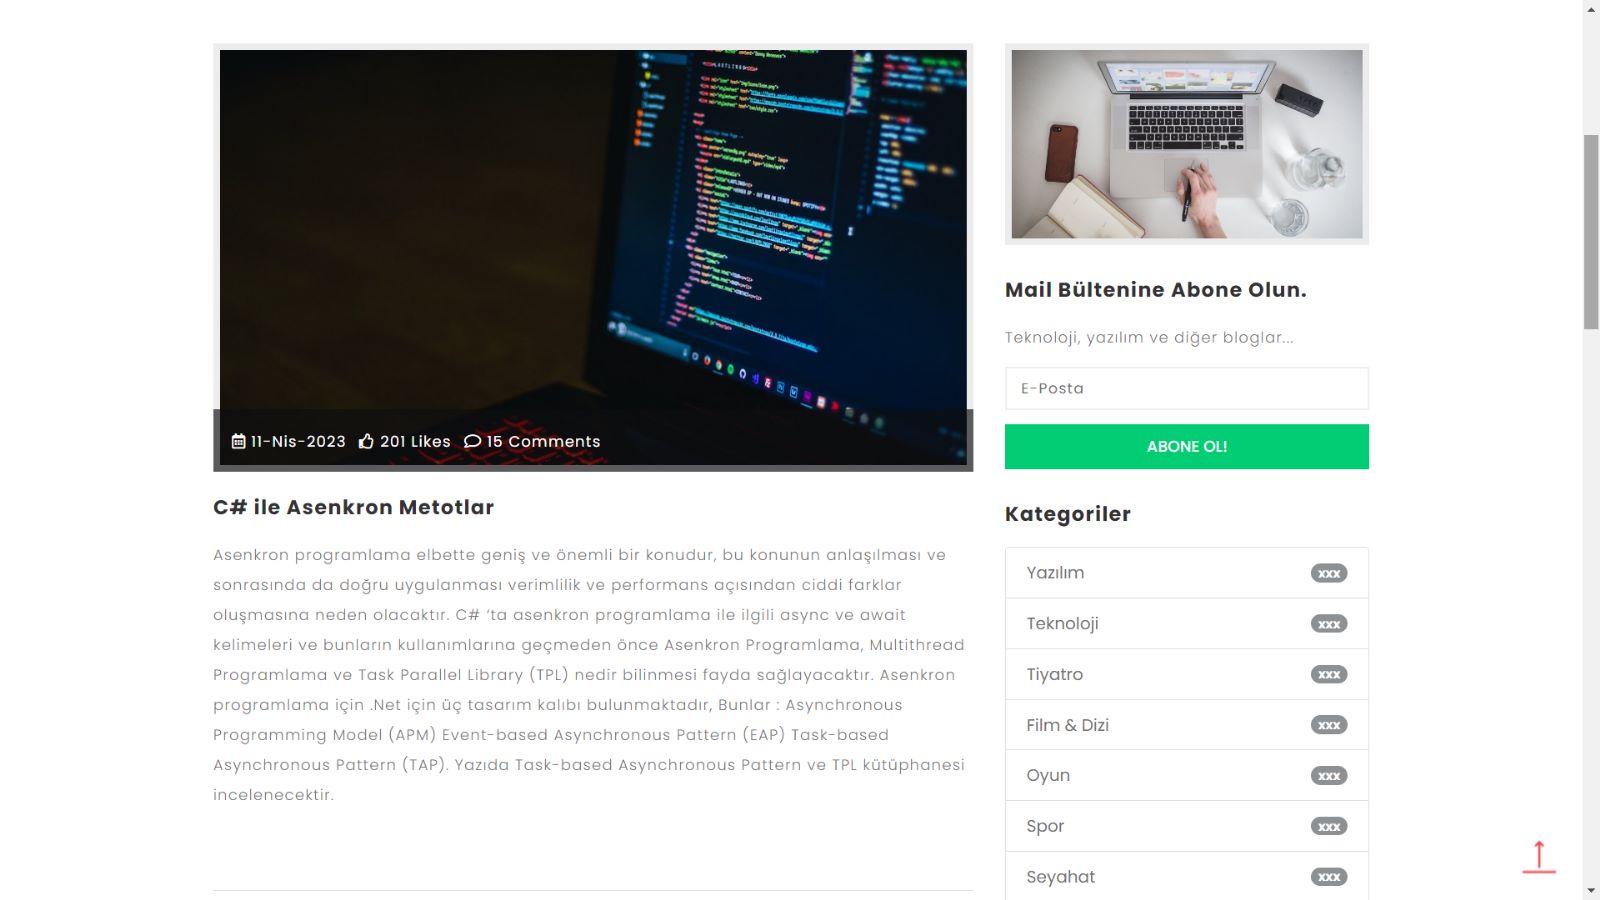 11-Nis-2023 201 Likes 15 Comments
C# ile Asenkron Metotlar
Asenkron programlama elbette geniş ve önemli bir konudur, bu konunun anlaşılması ve
sonrasında da doğru uygulanması verimlilik ve performans açısından ciddi farklar
oluşmasına neden olacaktır. C# ‘ta asenkron programlama ile ilgili async ve await
kelimeleri ve bunların kullanımlarına geçmeden önce Asenkron Programlama, Multithread
Programlama ve Task Parallel Library (TPL) nedir bilinmesi fayda sağlayacaktır. Asenkron
programlama için .Net için üç tasarım kalıbı bulunmaktadır, Bunlar : Asynchronous
Programming Model (APM) Event-based Asynchronous Pattern (EAP) Task-based
Asynchronous Pattern (TAP). Yazıda Task-based Asynchronous Pattern ve TPL kütüphanesi
incelenecektir.
Mail Bültenine Abone Olun.
Teknoloji, yazılım ve diğer bloglar...
E-Posta
ABONE OL!
Kategoriler
Yazılım xxx
Teknoloji xxx
Tiyatro xxx
Film & Dizi xxx
Oyun xxx
Spor xxx
Seyahat xxx